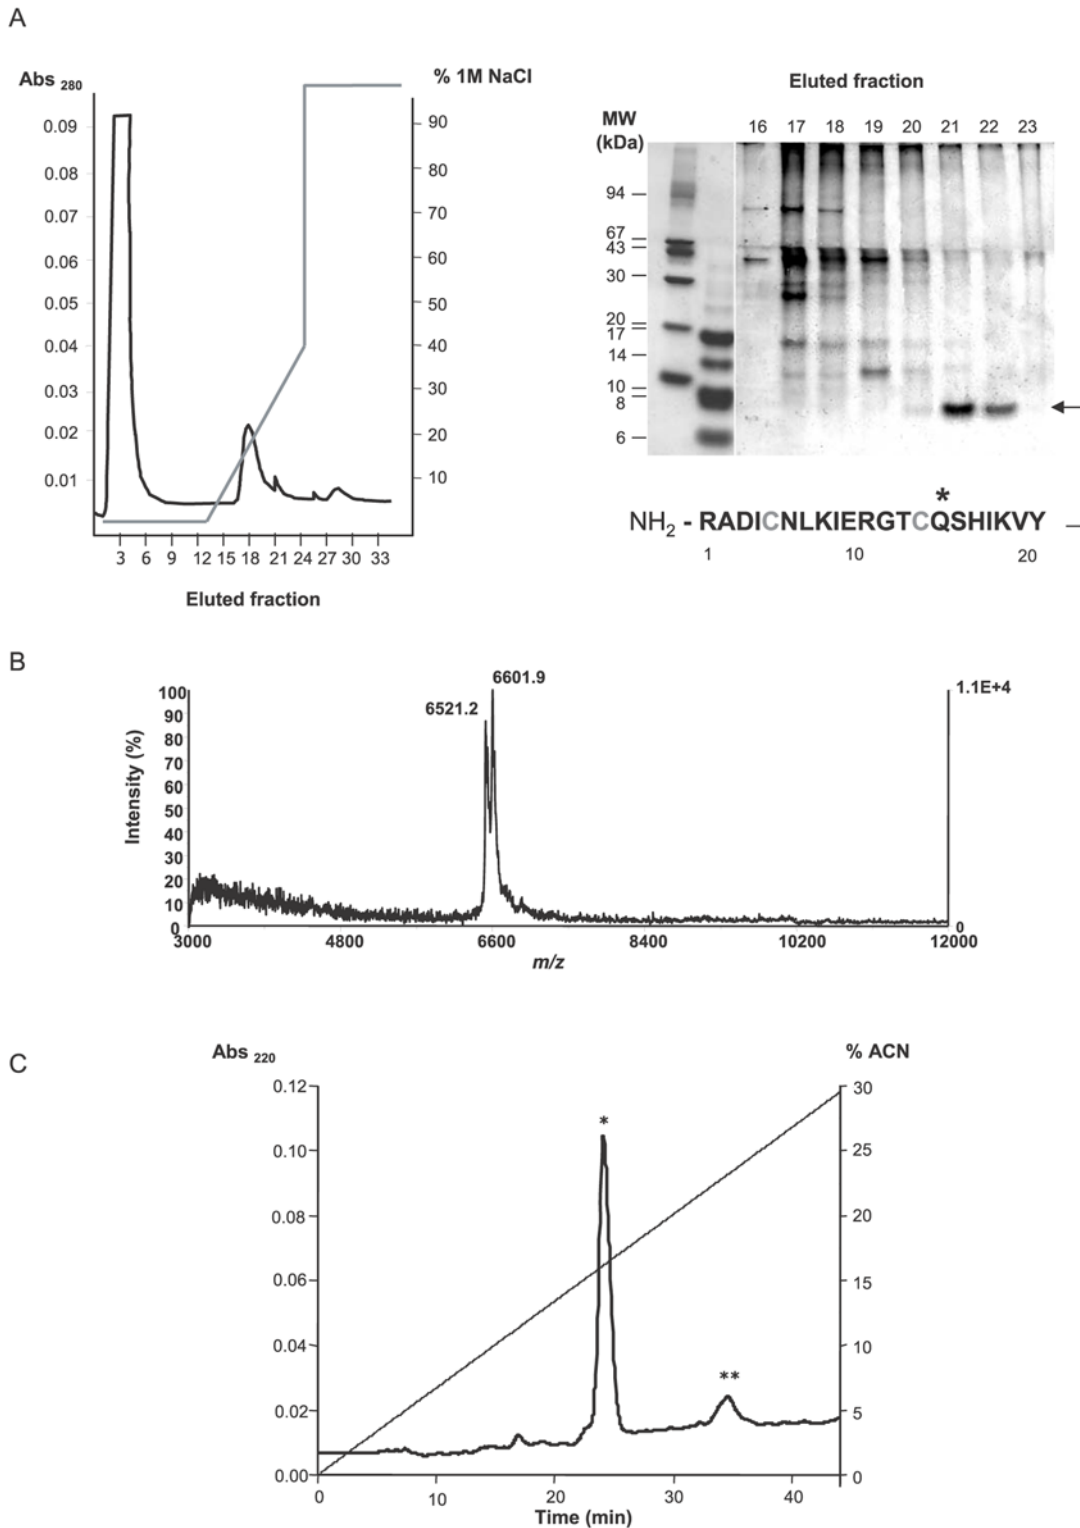 A
Abs 280
% 1M NaCl
0.09
0.08
0.07
0.06
0.05
0.04
0.03
0.02
0.01
90
80
70
60
50
40
30
20
10
3 6 9 12 15 18 21 24 27 30 33
Eluted fraction
Eluted fraction
MW
(kDa)
16 17 18 19 20 21 22 23
94
67
43
30
20
17
14
10
8
6
*
NH2 - RADICNLKIERGTCQSHIKVY
1 10 20
B
6601.9
6521.2
1.1E+4
Intensity (%)
100
90
80
70
60
50
40
30
20
10
0
0
3000 4800 6600 8400 10200 12000
m/z
C
Abs 220
% ACN
0.12
0.10
0.08
0.06
0.04
0.02
0.00
30
25
20
15
10
5
0
*
**
0 10 20 30 40
Time (min)